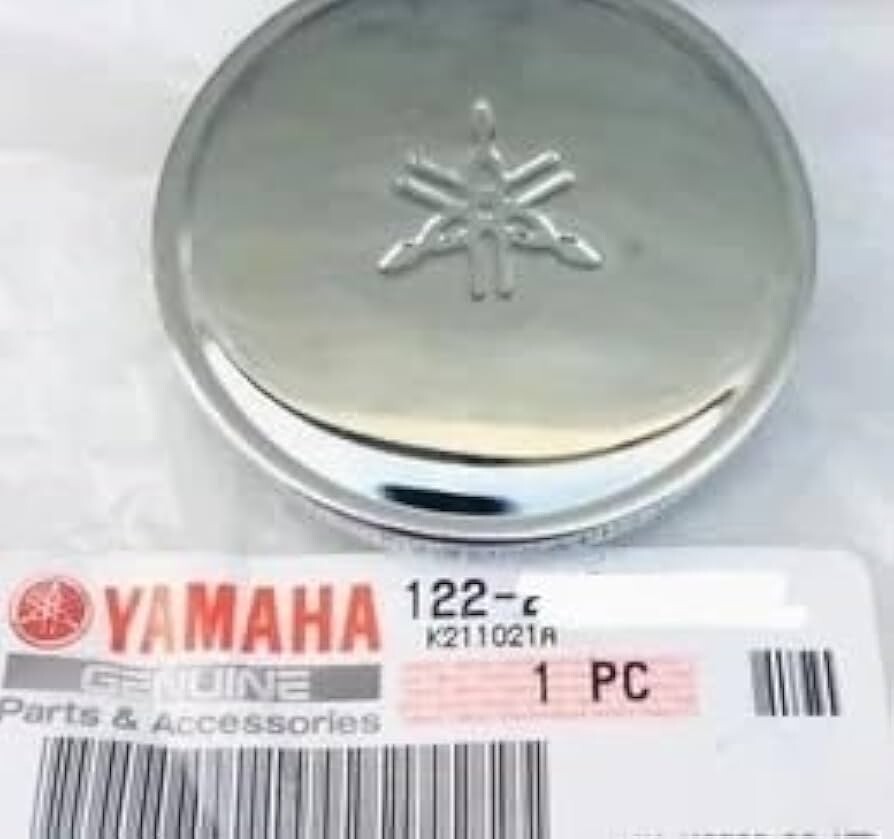 YAMAHA 122-
K211021A
GENUINE 1 PC
Parts & Accessories